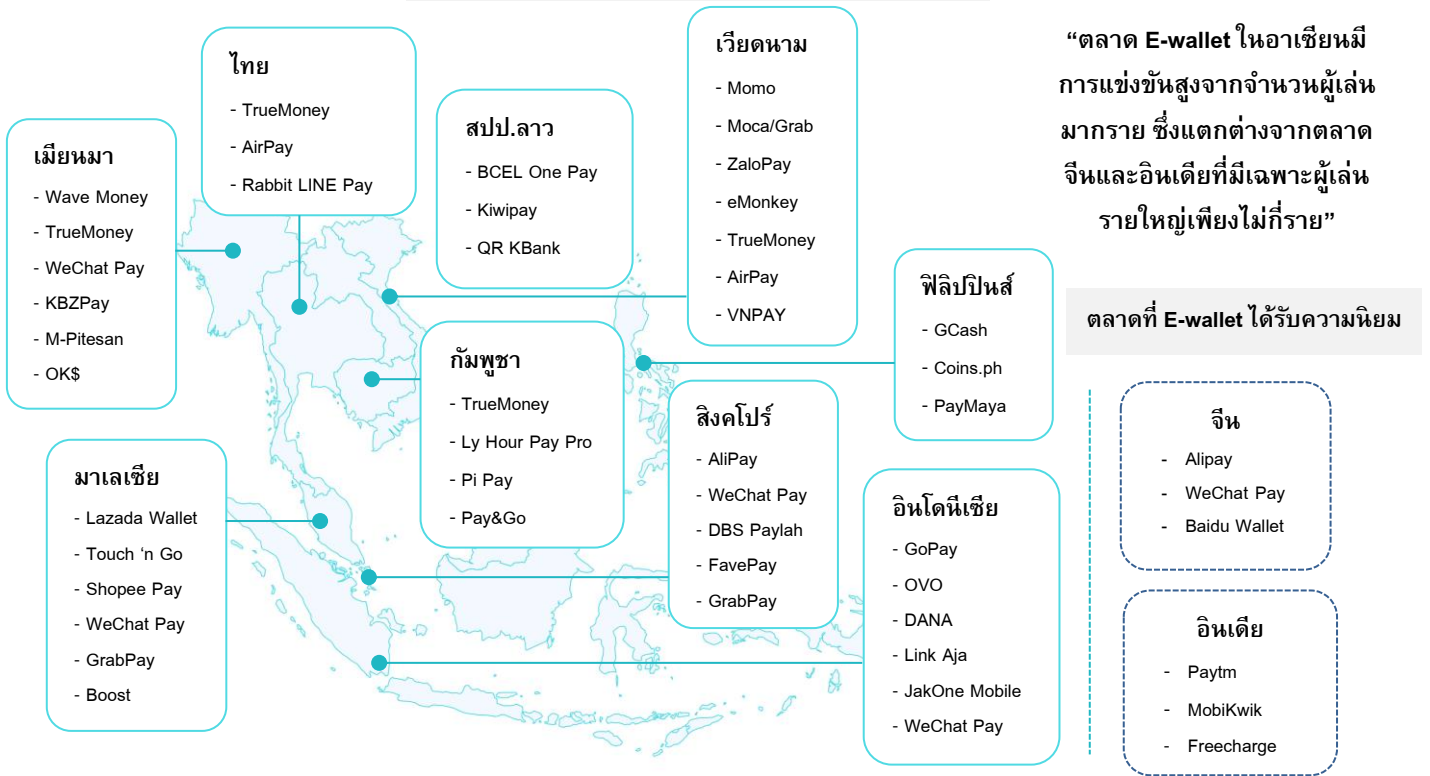 ไทย
- TrueMoney
- AirPay
- Rabbit LINE Pay
เมียนมา
- Wave Money
- TrueMoney
- WeChat Pay
- KBZPay
- M-Pitesan
- OK$
สปป.ลาว
- BCEL One Pay
- Kiwipay
- QR KBank
เวียดนาม
- Momo
- Moca/Grab
- ZaloPay
- eMonkey
- TrueMoney
- AirPay
- VNPAY
กัมพูชา
- TrueMoney
- Ly Hour Pay Pro
- Pi Pay
- Pay&Go
ฟิลิปปินส์
- GCash
- Coins.ph
- PayMaya
มาเลเซีย
- Lazada Wallet
- Touch ‘n Go
- Shopee Pay
- WeChat Pay
- GrabPay
- Boost
สิงคโปร์
- AliPay
- WeChat Pay
- DBS Paylah
- FavePay
- GrabPay
อินโดนีเซีย
- GoPay
- OVO
- DANA
- Link Aja
- JakOne Mobile
- WeChat Pay
“ตลาด E-wallet ในอาเซียนมี
การแข่งขันสูงจากจำนวนผู้เล่น
มากราย ซึ่งแตกต่างจากตลาด
จีนและอินเดียที่มีเฉพาะผู้เล่น
รายใหญ่เพียงไม่กี่ราย”
ตลาดที่ E-wallet ได้รับความนิยม
จีน
- Alipay
- WeChat Pay
- Baidu Wallet
อินเดีย
- Paytm
- MobiKwik
- Freecharge